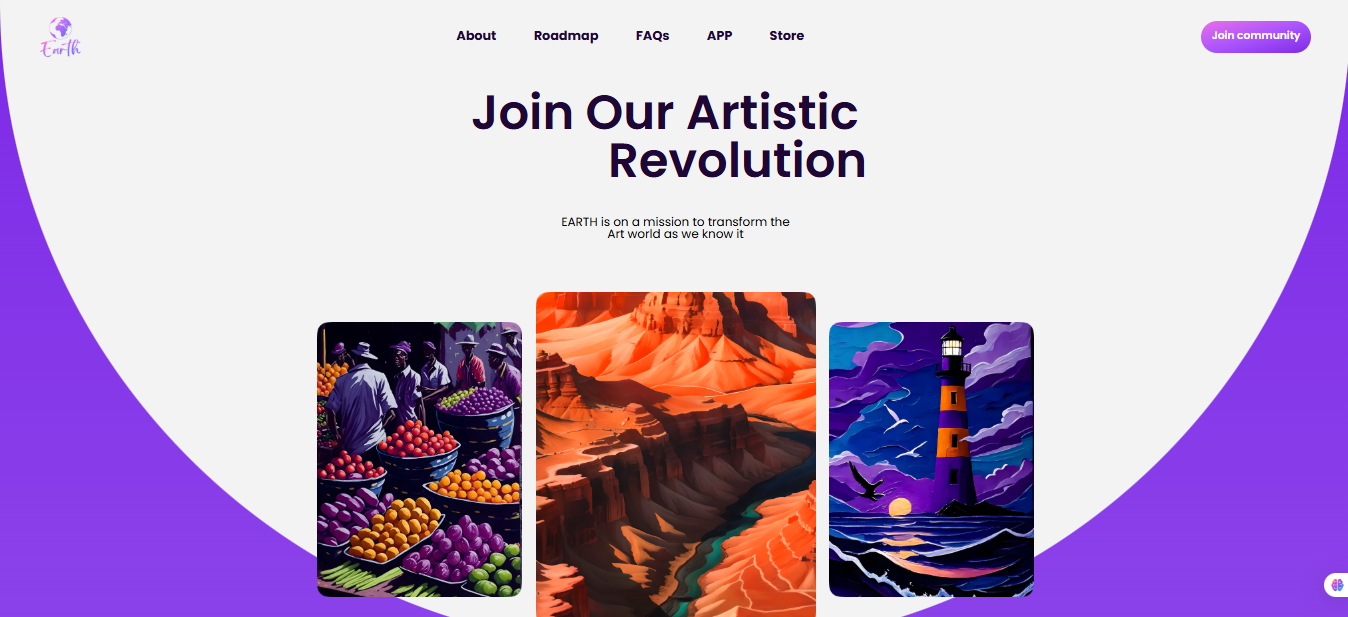 Earth
About Roadmap FAQs APP Store
Join community
Join Our Artistic
Revolution
EARTH is on a mission to transform the
Art world as we know it